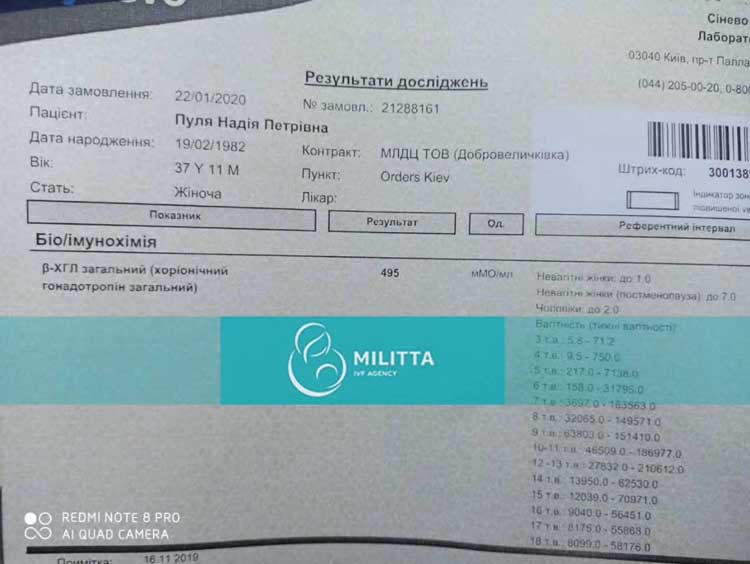 Сінево
Результати досліджень
03040 Київ, пр-т Палла
(044) 205-00-20, 0-800
Дата замовлення: 22/01/2020
№ замовл.: 21288161
Пацієнт: Пуля Надія Петрівна
Дата народження: 19/02/1982
Контракт: МЛДЦ ТОВ (Добровеличківка)
Вік: 37 Y 11 M
Пункт: Orders Kiev
Штрих-код:
Стать: Жіноча
Лікар:
Індикатор
Показник Результат Од. Референтний інтервал
Біо/імунохімія
β-ХГЛ загальний (хоріонічний 495 мМО/мл Невагітні жінки: до 1.0
гонадотропін загальний)
Невагітні жінки (постменопауза): до 7.0
Чоловіки: до 2.0
Вагітність (тижні вагітності)
3 т.в.: 5.8 - 71.2
4 т.в.: 9.5 - 750.0
5 т.в.: 217.0 - 7138.0
6 т.в.: 158.0 - 31795.0
7 т.в.: 3697.0 - 163563.0
8 т.в.: 32065.0 - 149571.0
9 т.в.: 63803.0 - 151410.0
10-11 т.в.: 46509.0 - 186977.0
12 -13 т.в.: 27832.0 - 210612.0
14 т.в.: 13950.0 - 62530.0
15 т.в.: 12039.0 - 70971.0
16 т.в.: 9040.0 - 56451.0
17 т.в.: 8175.0 - 55868.0
18 т.в.: 8099.0 - 58176.0
MILITTA
IVF AGENCY
REDMI NOTE 8 PRO
AI QUAD CAMERA
Примітка: 16.11.2019